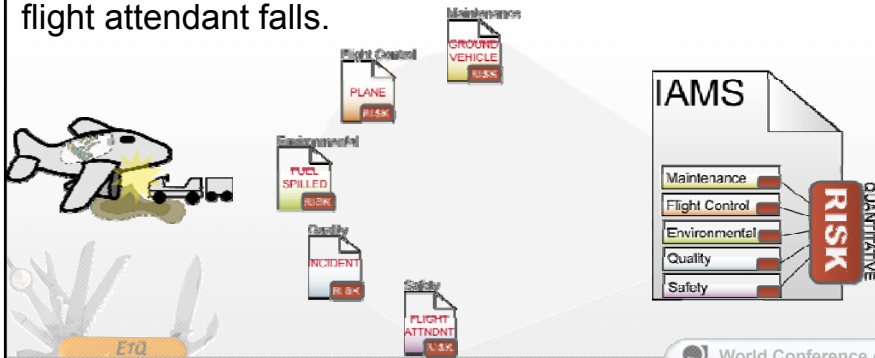 flight attendant falls.
Maintenance
GROUND
VEHICLE
RISK
Flight Control
PLANE
RISK
Environmental
FUEL
SPILLED
RISK
Quality
INCIDENT
RISK
Safety
FLIGHT
ATTNDNT
RISK
IAMS
Maintenance
Flight Control
Environmental
Quality
Safety
RISK
QUANTITATIVE
ETQ
World Conference